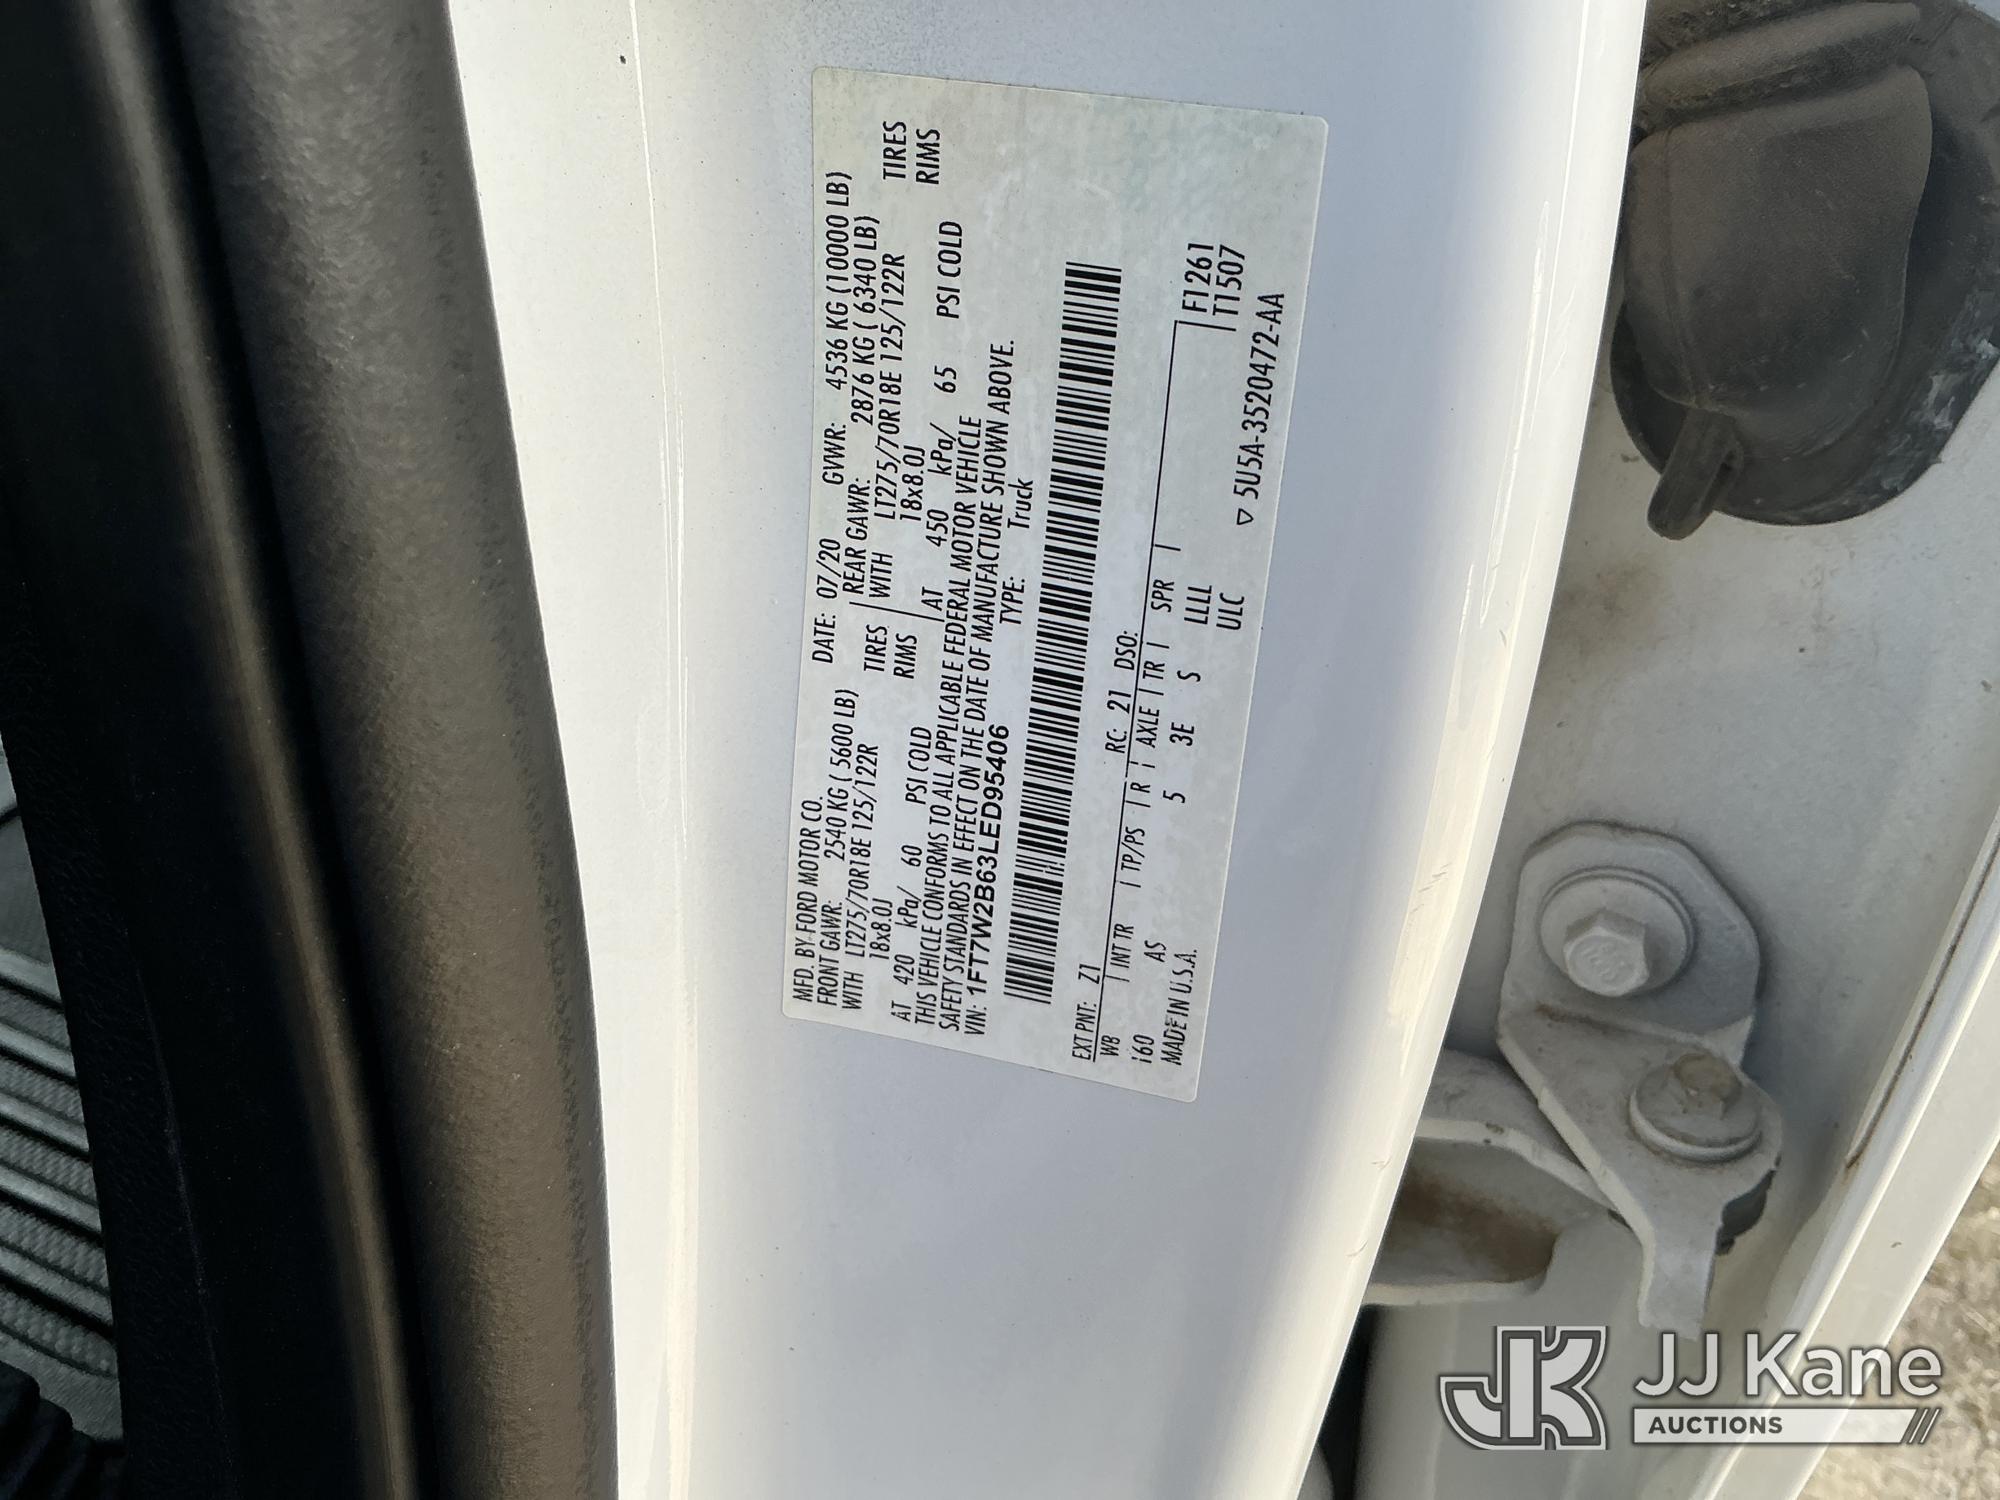 MFD. BY FORD MOTOR CO. DATE: 07/20 GVWR: 4536 KG (10000 LB)
FRONT GAWR: 2540 KG ( 5600 LB) REAR GAWR: 2876 KG ( 6340 LB)
WITH LT275/70R18E 125/122R TIRES WITH LT275/70R18E 125/122R TIRES
18x8.0J RIMS 18x8.0J RIMS
AT 420 kPa/ 60 PSI COLD AT 450 kPa/ 65 PSI COLD
THIS VEHICLE CONFORMS TO ALL APPLICABLE FEDERAL MOTOR VEHICLE
SAFETY STANDARDS IN EFFECT ON THE DATE OF MANUFACTURE SHOWN ABOVE.
VIN: 1FT7W2B63LED95406 TYPE: Truck
EXT PNT: Z1 RC: 21 DSO:
WB INT TR TP/PS R AXLE TR SPR F1261
160 AS 5 3E S LLLL T1507
MADE IN U.S.A. ULC
▽ 5U5A-3520472-AA
JK JJ Kane
AUCTIONS